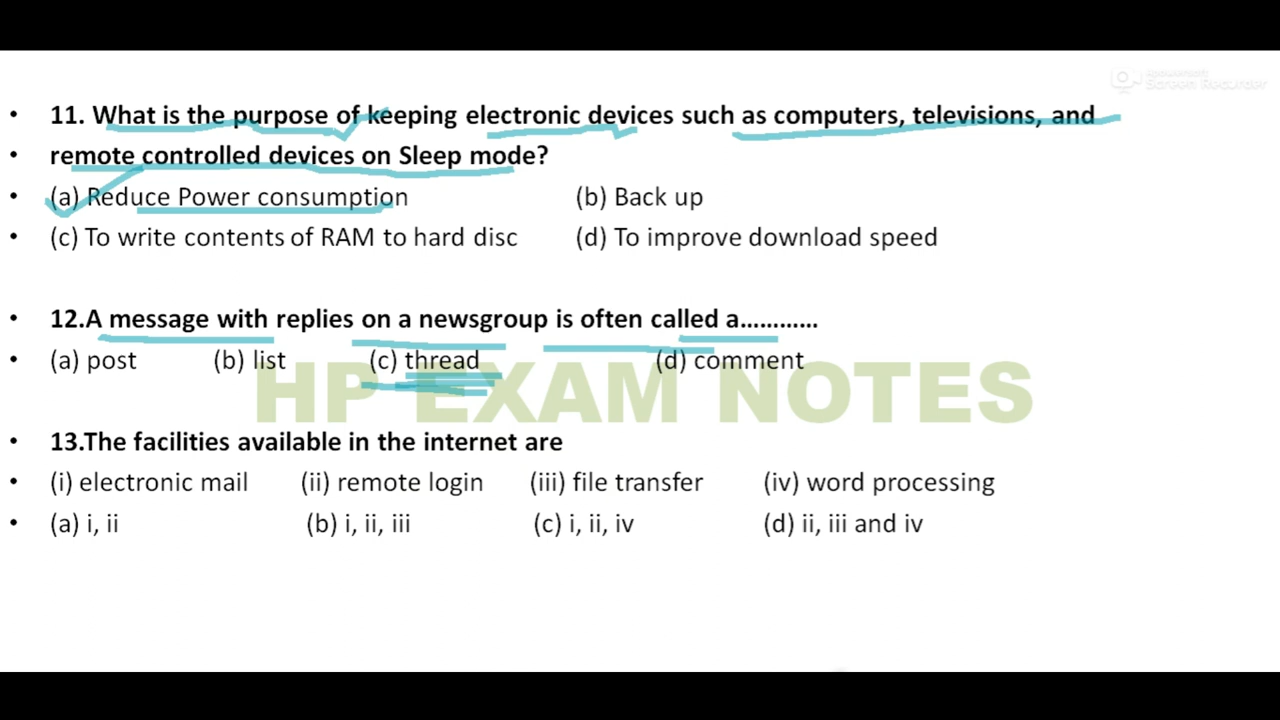 Apowersoft
Screen Recorder
• 11. What is the purpose of keeping electronic devices such as computers, televisions, and
• remote controlled devices on Sleep mode?
• (a) Reduce Power consumption (b) Back up
• (c) To write contents of RAM to hard disc (d) To improve download speed
• 12.A message with replies on a newsgroup is often called a............
• (a) post (b) list (c) thread (d) comment
HP EXAM NOTES
• 13.The facilities available in the internet are
• (i) electronic mail (ii) remote login (iii) file transfer (iv) word processing
• (a) i, ii (b) i, ii, iii (c) i, ii, iv (d) ii, iii and iv